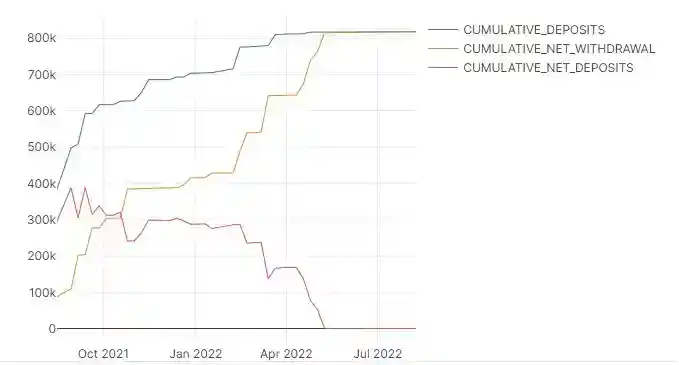 800k
700k
600k
500k
400k
300k
200k
100k
0
Oct 2021
Jan 2022
Apr 2022
Jul 2022
CUMULATIVE_DEPOSITS
CUMULATIVE_NET_WITHDRAWAL
CUMULATIVE_NET_DEPOSITS